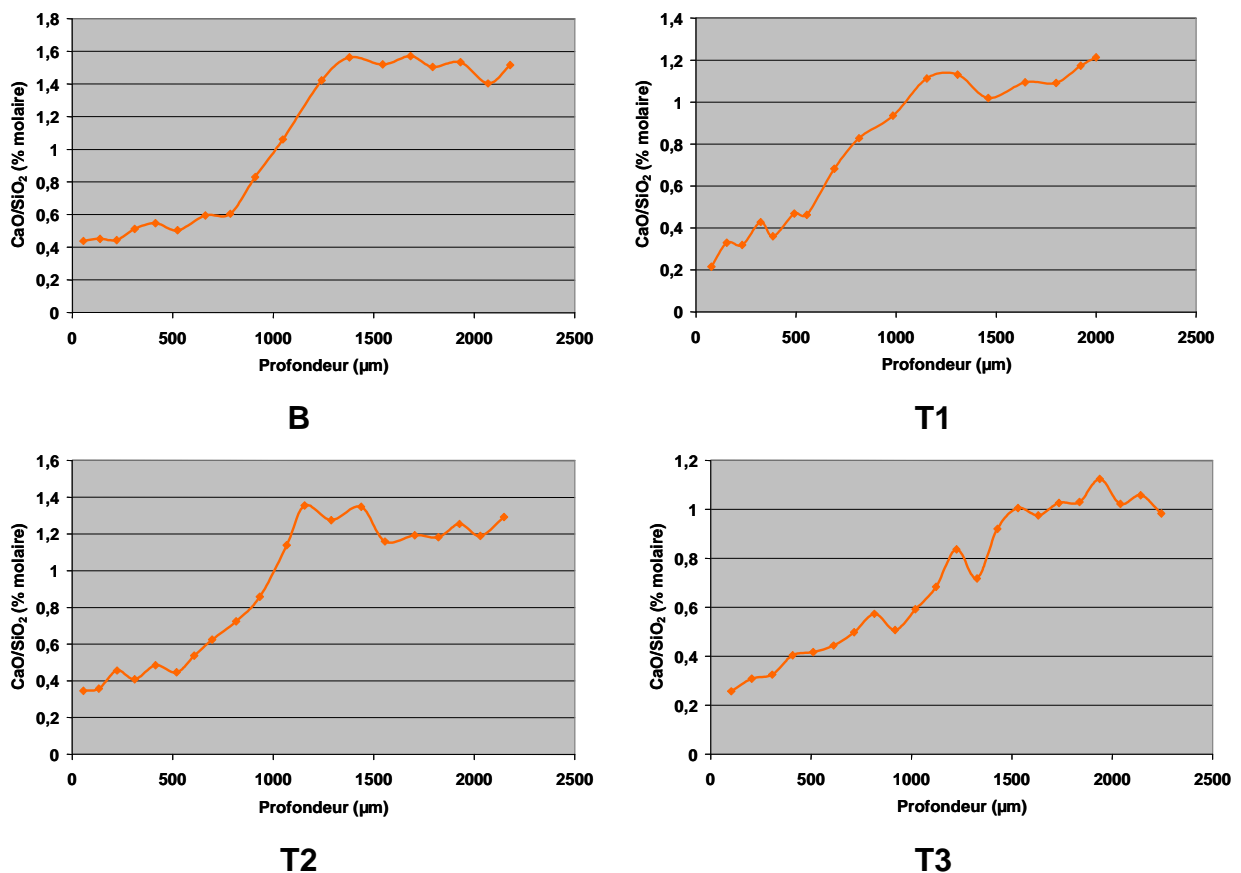 CaO/SiO2 (% molaire)
1,8
1,6
1,4
1,2
1
0,8
0,6
0,4
0,2
0
0 500 1000 1500 2000 2500
Profondeur (µm)
B
CaO/SiO2 (% molaire)
1,4
1,2
1
0,8
0,6
0,4
0,2
0
0 500 1000 1500 2000 2500
Profondeur (µm)
T1
CaO/SiO2 (% molaire)
1,6
1,4
1,2
1
0,8
0,6
0,4
0,2
0
0 500 1000 1500 2000 2500
Profondeur (µm)
T2
CaO/SiO2 (% molaire)
1,2
1
0,8
0,6
0,4
0,2
0
0 500 1000 1500 2000 2500
Profondeur (µm)
T3